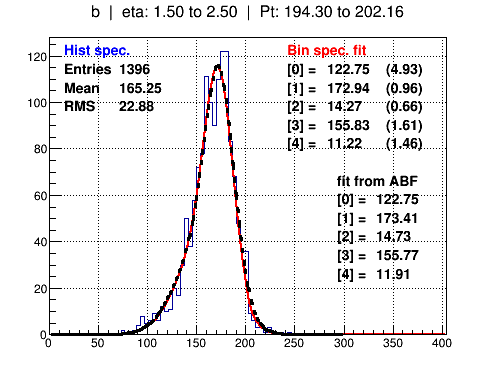 b | eta: 1.50 to 2.50 | Pt: 194.30 to 202.16
Hist spec.
Entries 1396
Mean 165.25
RMS 22.88
Bin spec. fit
[0] = 122.75 (4.93)
[1] = 172.94 (0.96)
[2] = 14.27 (0.66)
[3] = 155.83 (1.61)
[4] = 11.22 (1.46)
fit from ABF
[0] = 122.75
[1] = 173.41
[2] = 14.73
[3] = 155.77
[4] = 11.91
120
100
80
60
40
20
0
0 50 100 150 200 250 300 350 400